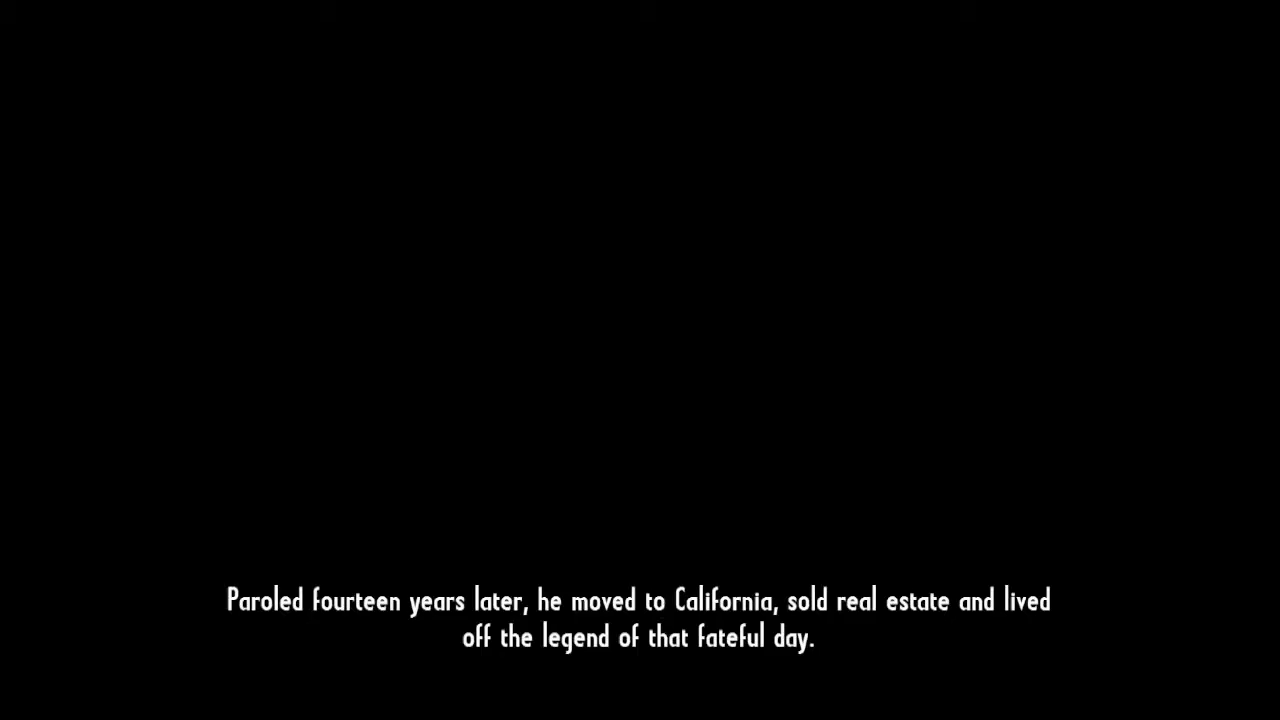 Paroled fourteen years later, he moved to California, sold real estate and lived
off the legend of that fateful day.